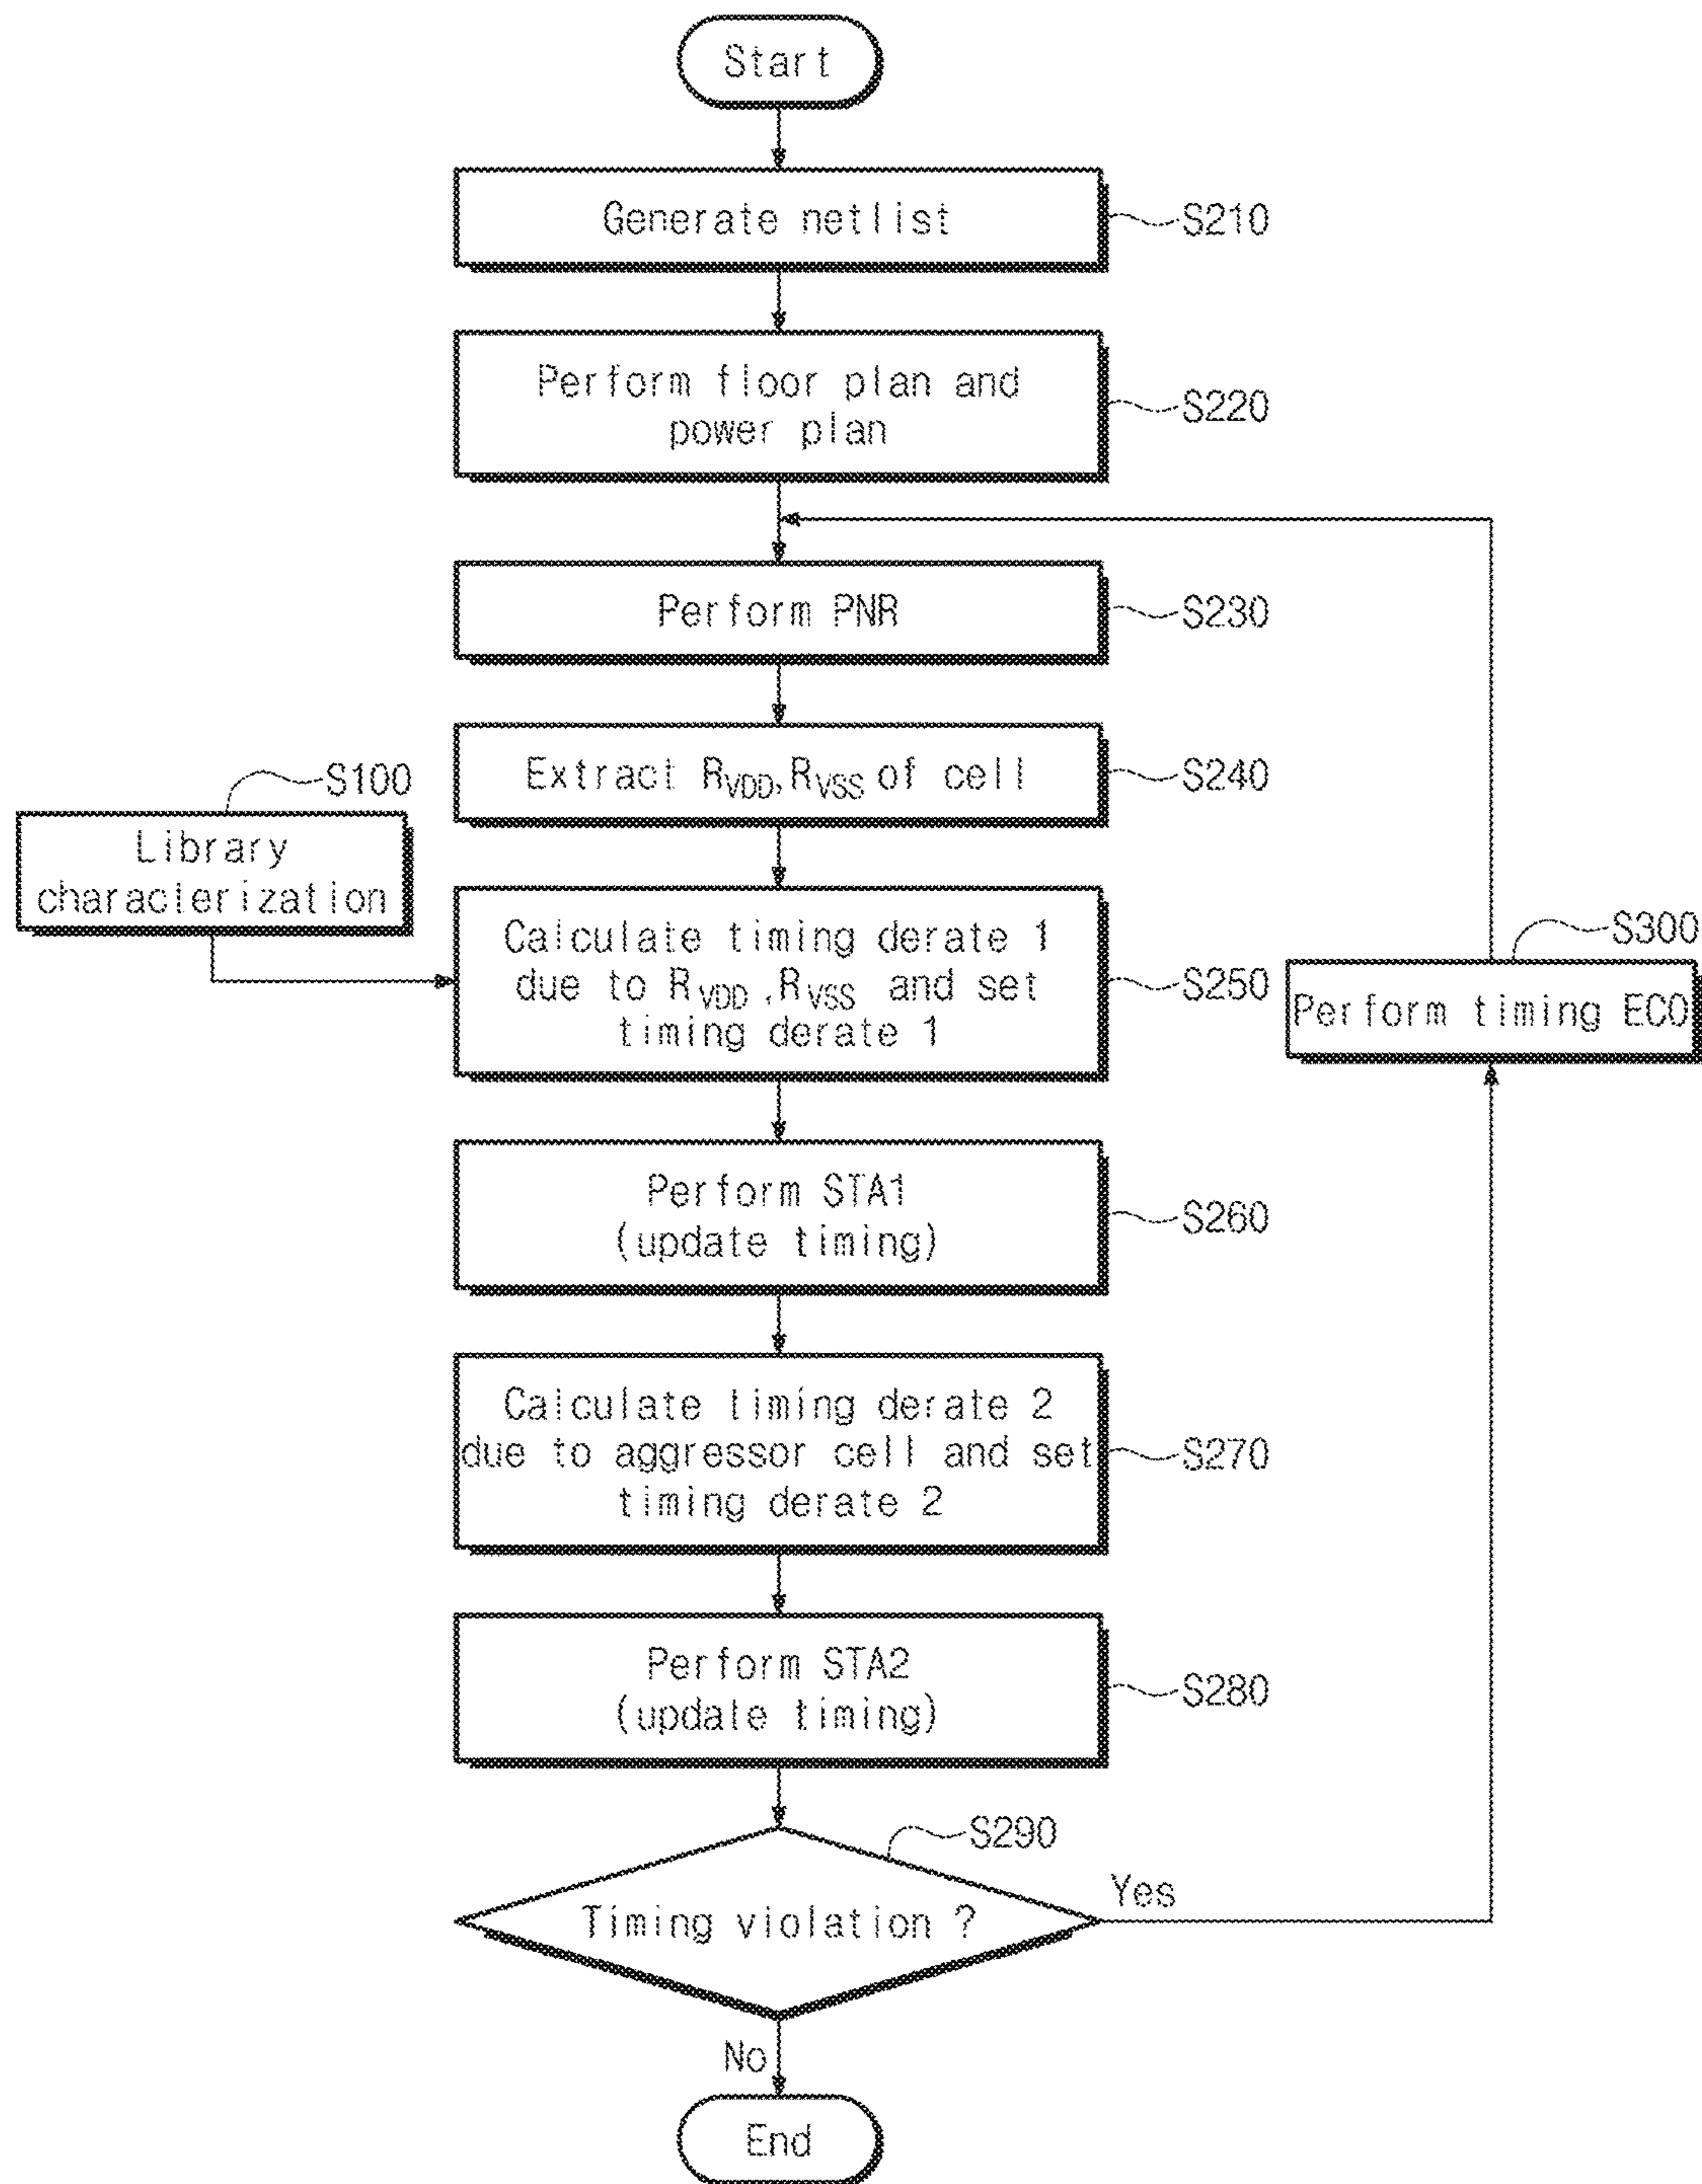 Start
Generate netlist
S210
Perform floor plan and
power plan
S220
Perform PNR
S230
Extract RVDD,RVSS of cell
S240
S100
Library
characterization
Calculate timing derate 1
due to RVDD ,RVSS and set
timing derate 1
S250
S300
Perform timing ECO
Perform STA1
(update timing)
S260
Calculate timing derate 2
due to aggressor cell and set
timing derate 2
S270
Perform STA2
(update timing)
S280
S290
Timing violation ?
Yes
No
End